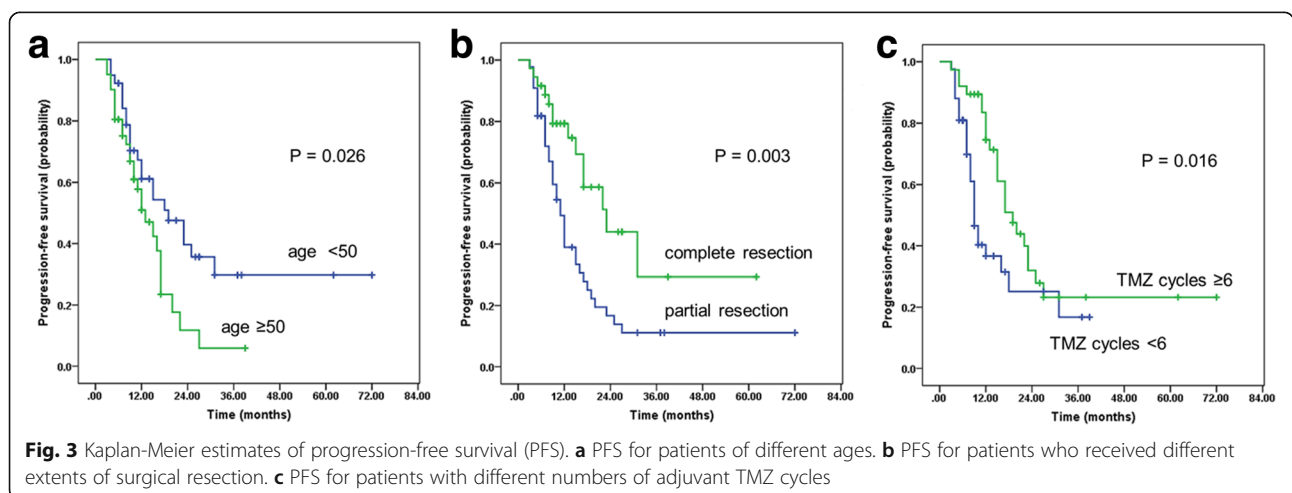 a
Progression-free survival (probability)
1.0
0.8
0.6
0.4
0.2
0.0
P = 0.026
age <50
age ≥50
.00 12.00 24.00 36.00 48.00 60.00 72.00 84.00
Time (months)
b
Progression-free survival (probability)
1.0
0.8
0.6
0.4
0.2
0.0
P = 0.003
complete resection
partial resection
.00 12.00 24.00 36.00 48.00 60.00 72.00 84.00
Time (months)
c
Progression-free survival (probability)
1.0
0.8
0.6
0.4
0.2
0.0
P = 0.016
TMZ cycles ≥6
TMZ cycles <6
.00 12.00 24.00 36.00 48.00 60.00 72.00 84.00
Time (months)
Fig. 3 Kaplan-Meier estimates of progression-free survival (PFS). a PFS for patients of different ages. b PFS for patients who received different
extents of surgical resection. c PFS for patients with different numbers of adjuvant TMZ cycles